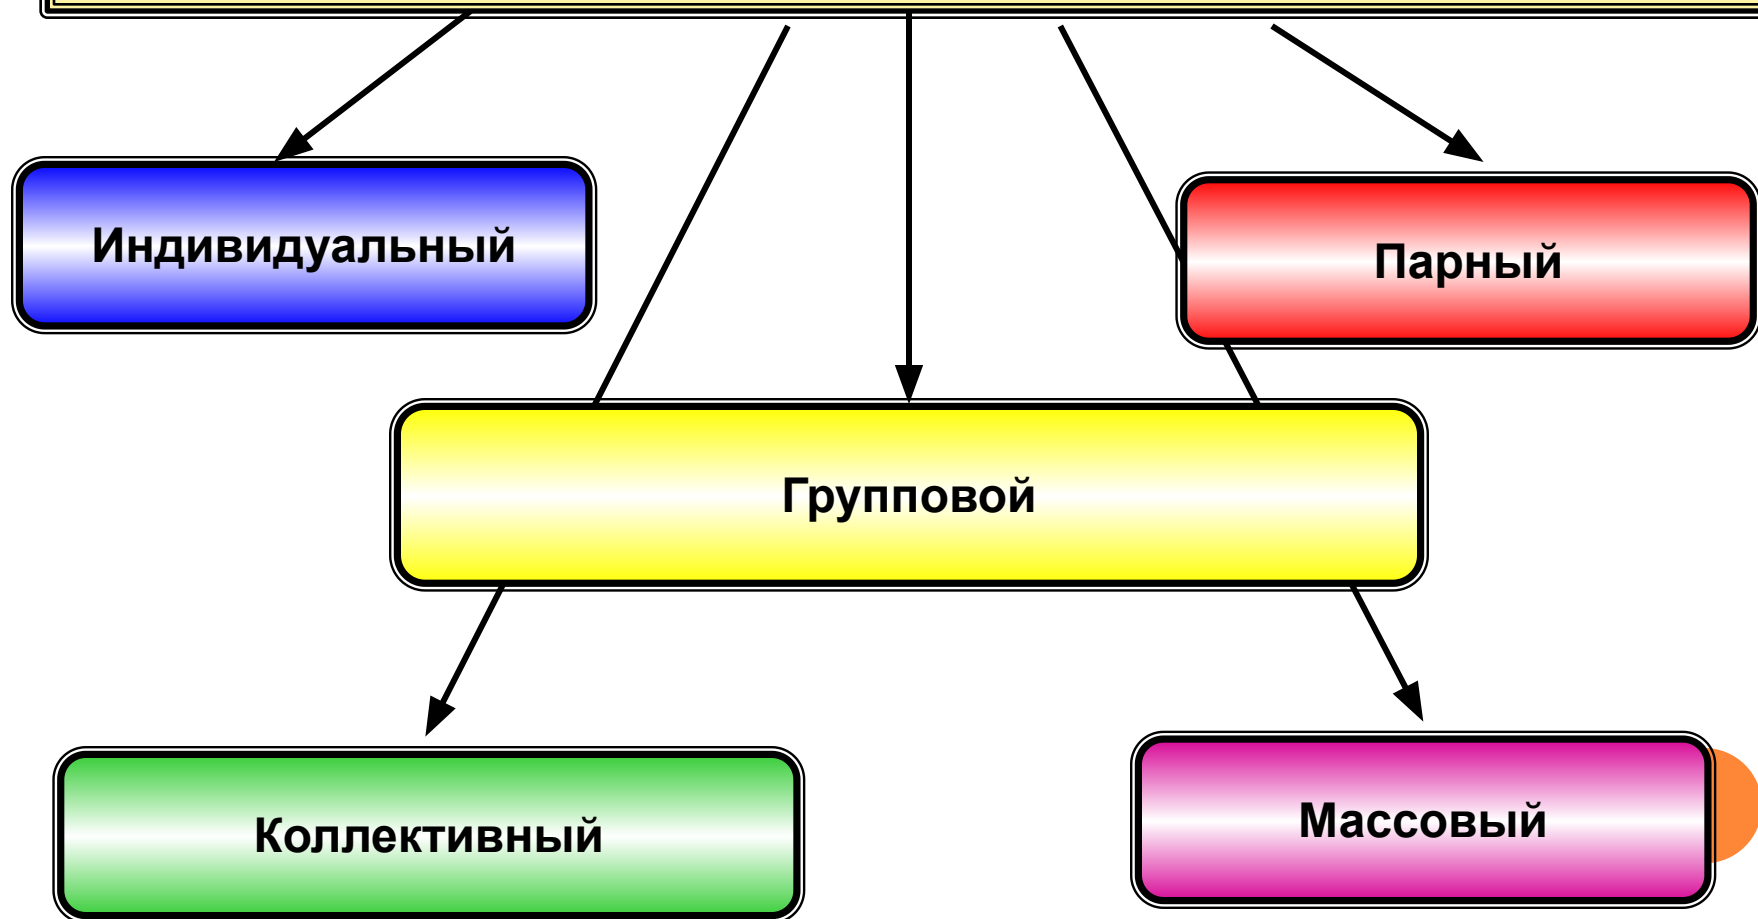 Индивидуальный
Парный
Групповой
Коллективный
Массовый